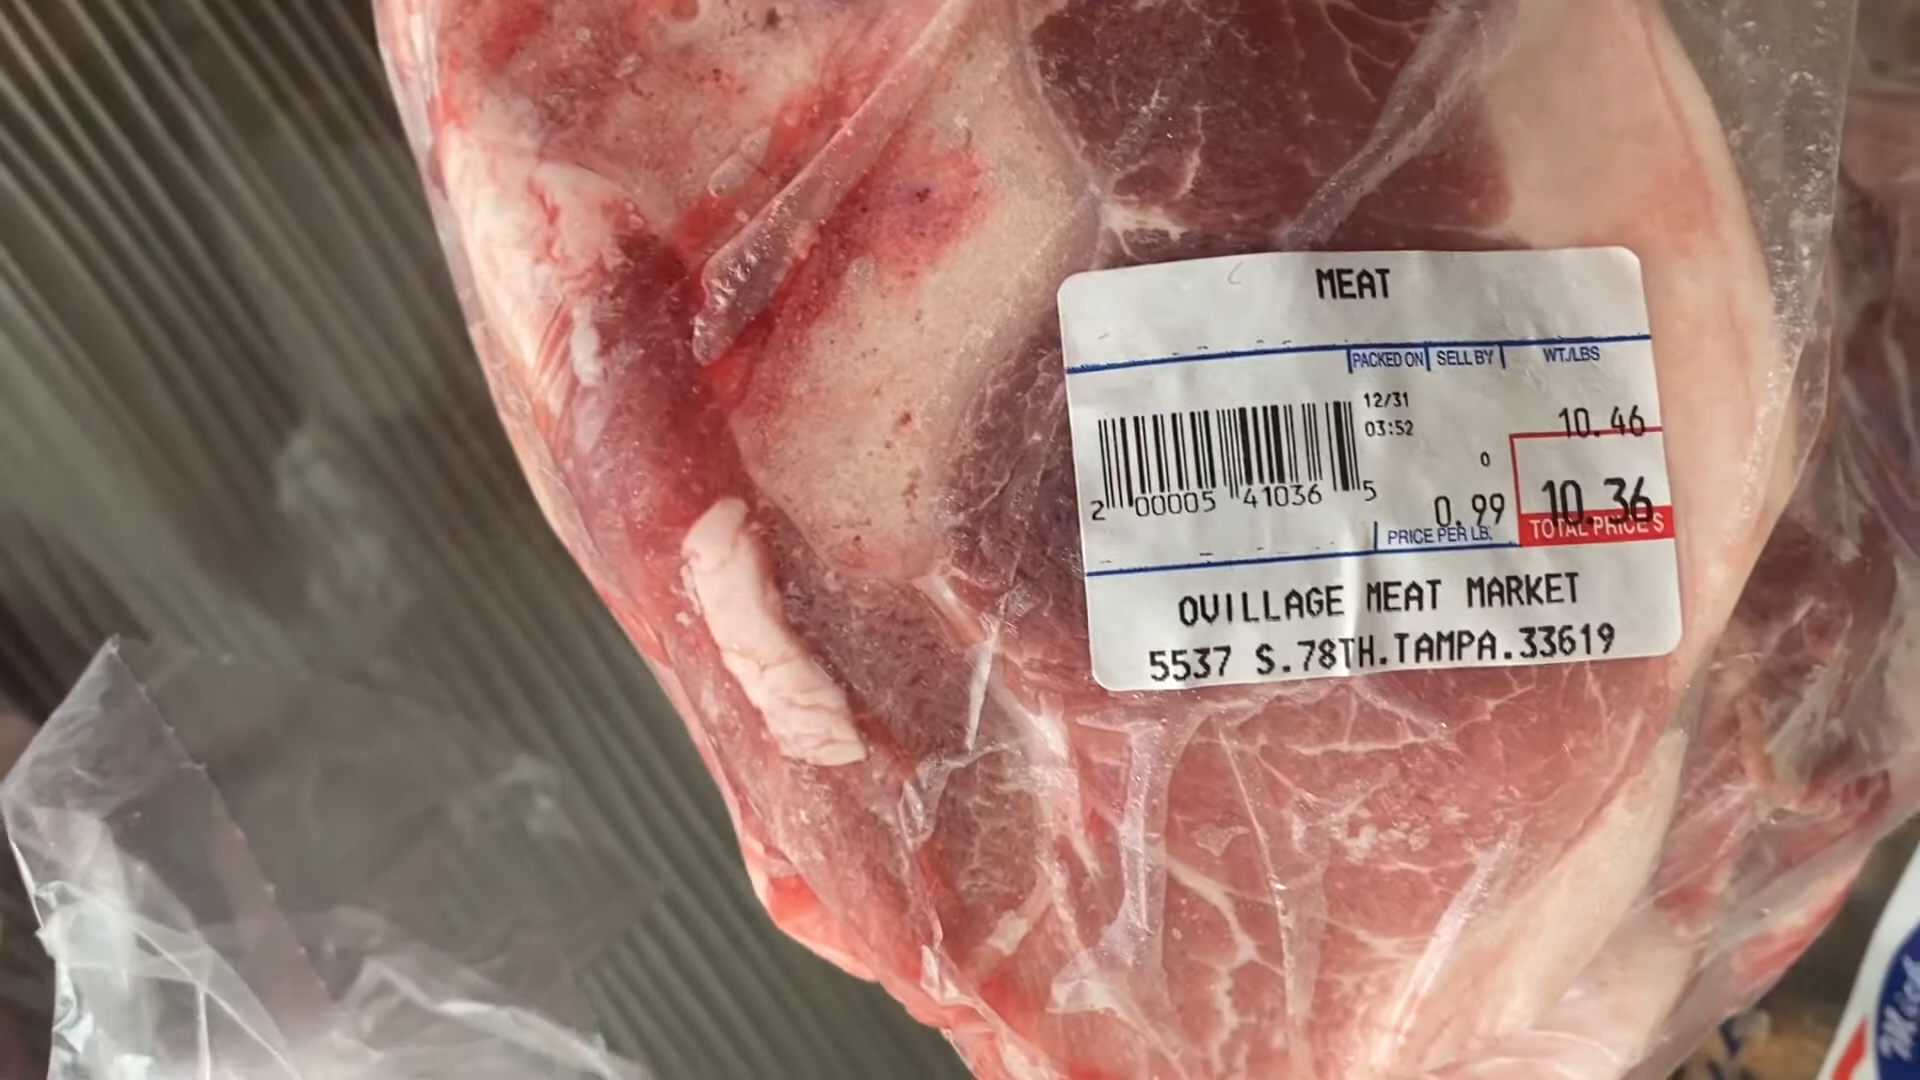 MEAT
PACKED ON SELL BY WT./LBS
12/31
03:52
10.46
0
0.99
10.36
PRICE PER LB.
TOTAL PRICE $
2 00005 41036 5
OVILLAGE MEAT MARKET
5537 S.78TH.TAMPA.33619